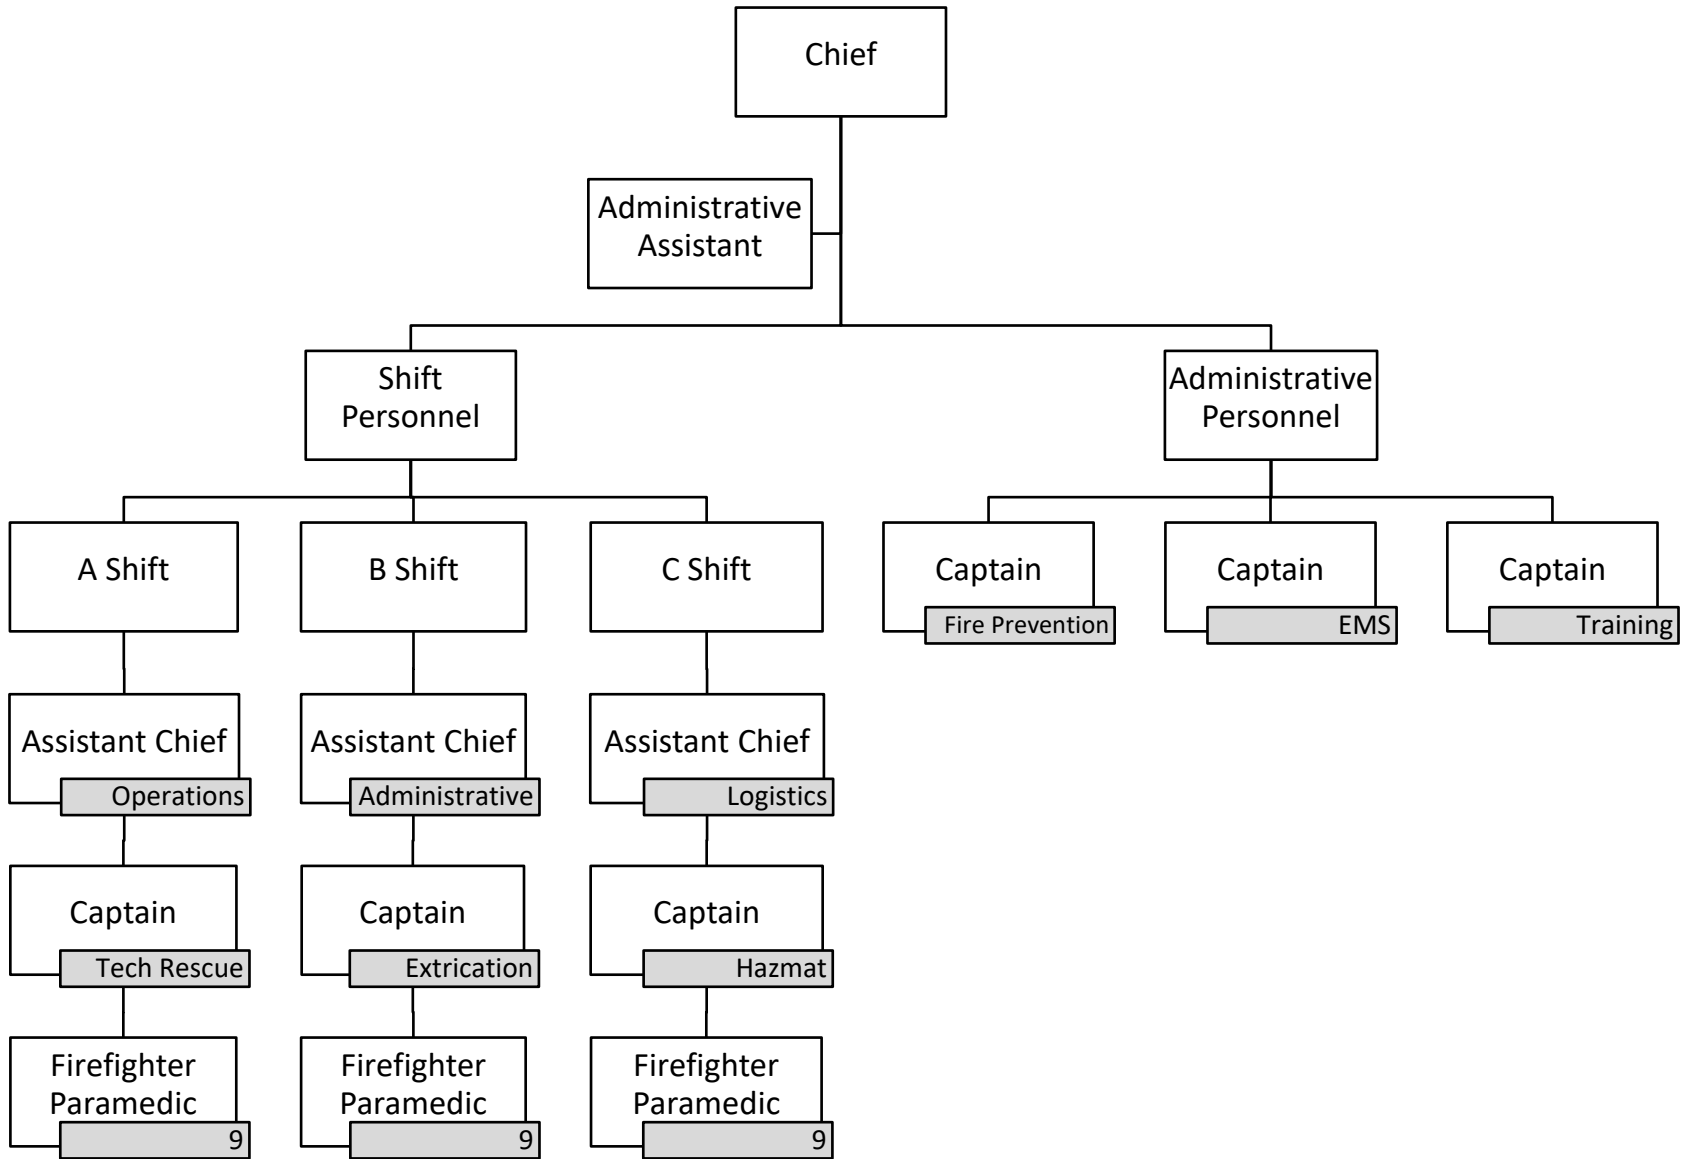 Chief
Administrative
Assistant
Shift
Personnel
Administrative
Personnel
A Shift
B Shift
C Shift
Captain
Fire Prevention
Captain
EMS
Captain
Training
Assistant Chief
Operations
Assistant Chief
Administrative
Assistant Chief
Logistics
Captain
Tech Rescue
Captain
Extrication
Captain
Hazmat
Firefighter
Paramedic
9
Firefighter
Paramedic
9
Firefighter
Paramedic
9